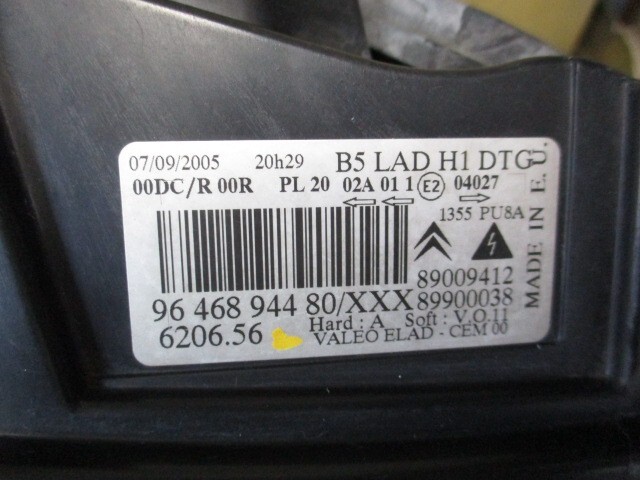 07/09/2005 20h29 B5 LAD H1 DTG
00DC/R 00R PL 20 02A 01 1 E2 04027
1355 PU8A
89009412
96 468 944 80/XXX 89900038
6206.56 Hard : A Soft : V.O.11
VALEO ELAD - CEM 00
MADE IN E.U.